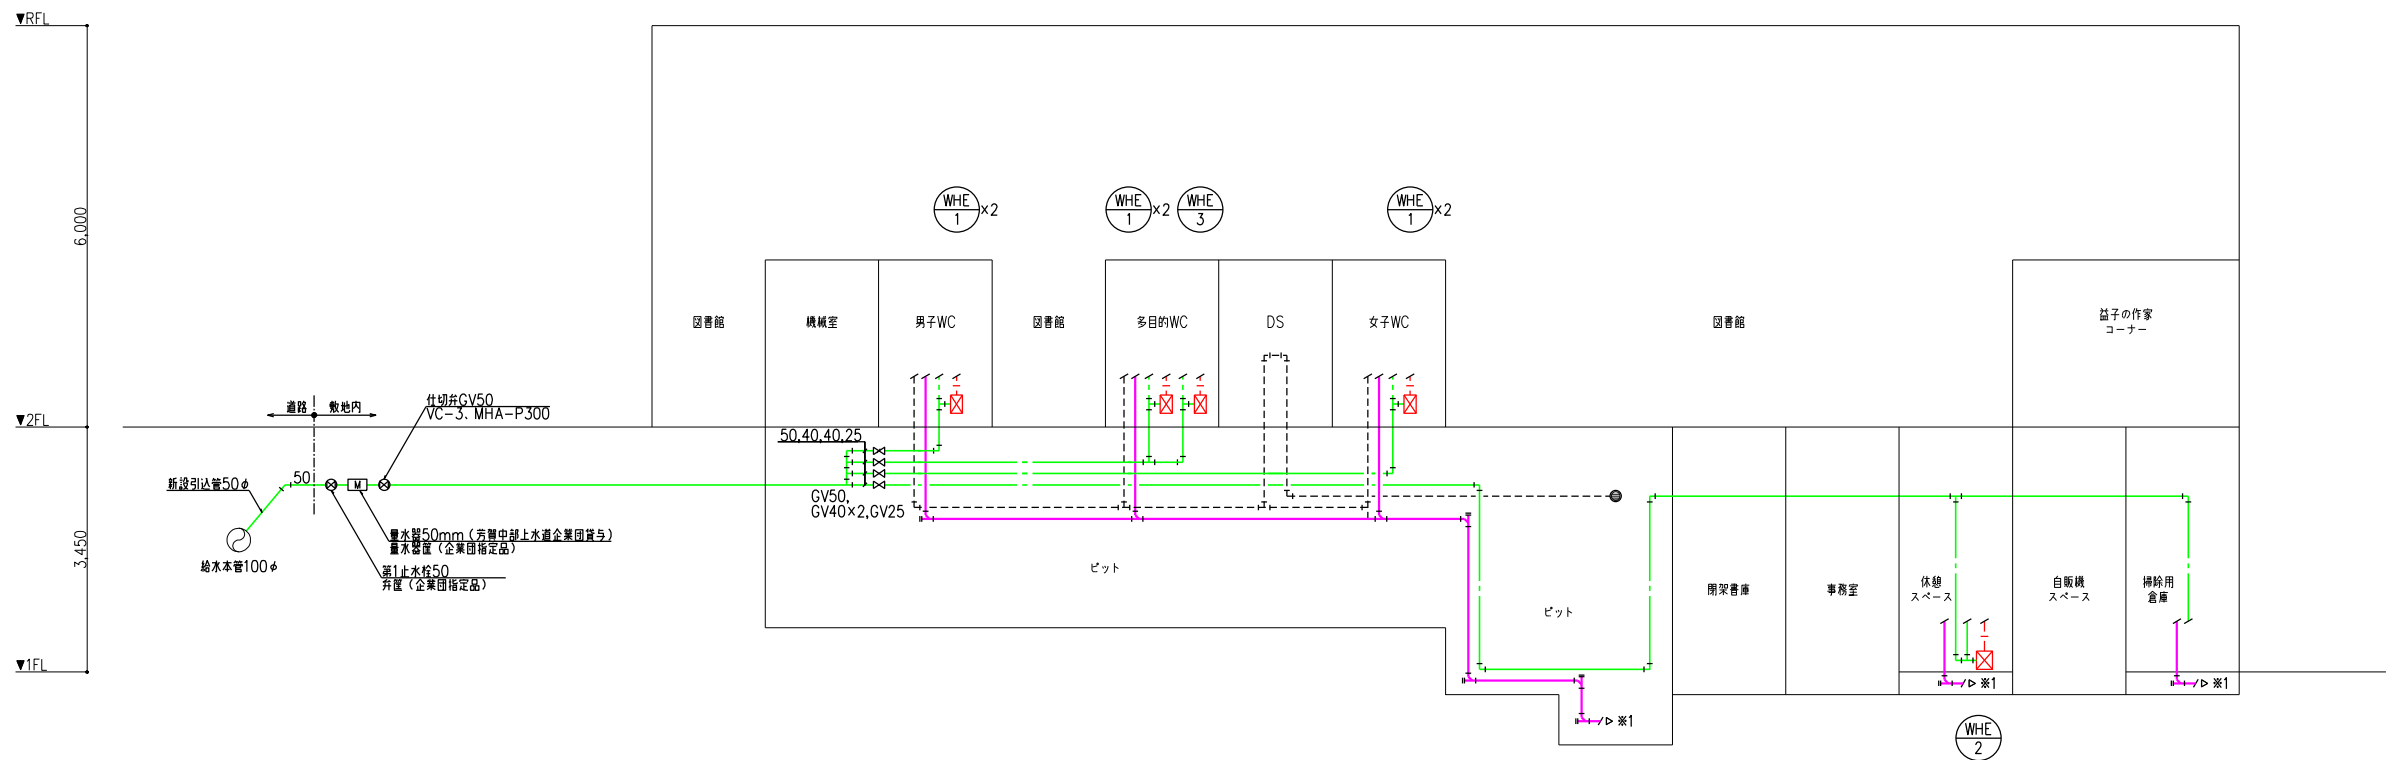 ▼RFL
6,000
WHE
1
×2
WHE
1
×2
WHE
3
WHE
1
×2
図書館
機械室
男子WC
図書館
多目的WC
DS
女子WC
図書館
益子の作家
コーナー
▼2FL
道路
敷地内
仕切弁GV50
VC-3、MHA-P300
50,40,40,25
新設引込管50φ
50
M
GV50,
GV40×2,GV25
給水本管100φ
量水器50mm（芳賀中部上水道企業団貸与）
量水器筐（企業団指定品）
第1止水栓50
弁筐（企業団指定品）
3,450
ピット
ピット
閉架書庫
事務室
休憩
スペース
自販機
スペース
掃除用
倉庫
▼1FL
※1
※1
※1
WHE
2